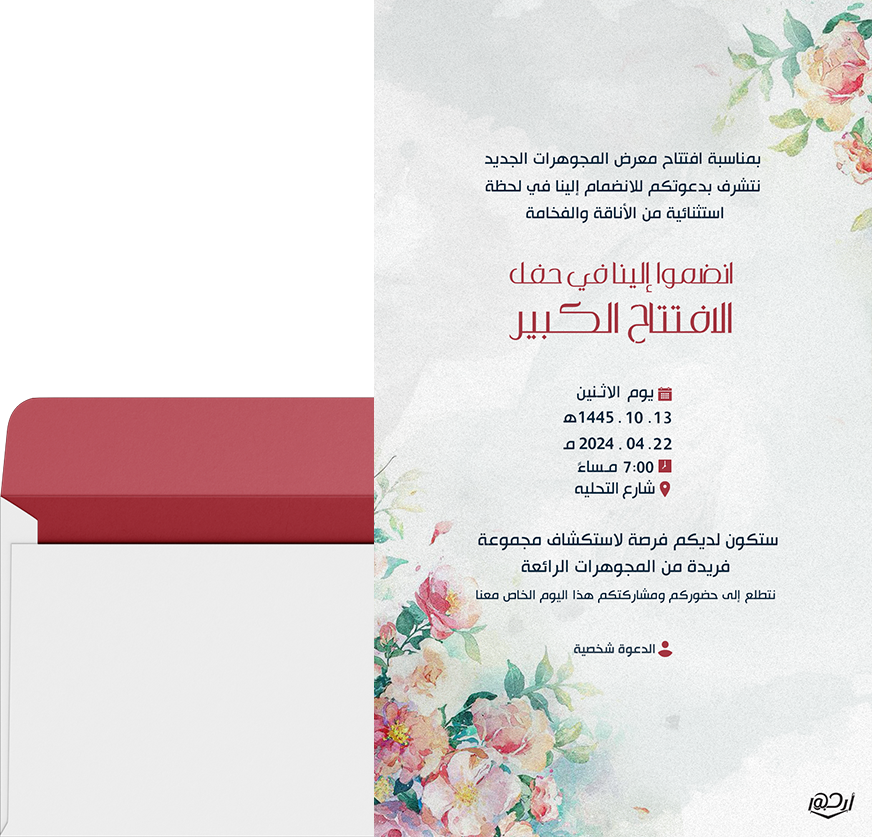 بمناسبة افتتاح معرض المجوهرات الجديد
نتشرف بدعوتكم للانضمام إلينا في لحظة
استثنائية من الأناقة والفخامة
انضموا إلينا في حفل
الافتتاح الكبير
يوم الاثنين
13. 10 . 1445هـ
22. 04 . 2024 مـ
7:00 مساءً
شارع التحليه
ستكون لديكم فرصة لاستكشاف مجموعة
فريدة من المجوهرات الرائعة
نتطلع إلى حضوركم ومشاركتكم هذا اليوم الخاص معنا
الدعوة شخصية